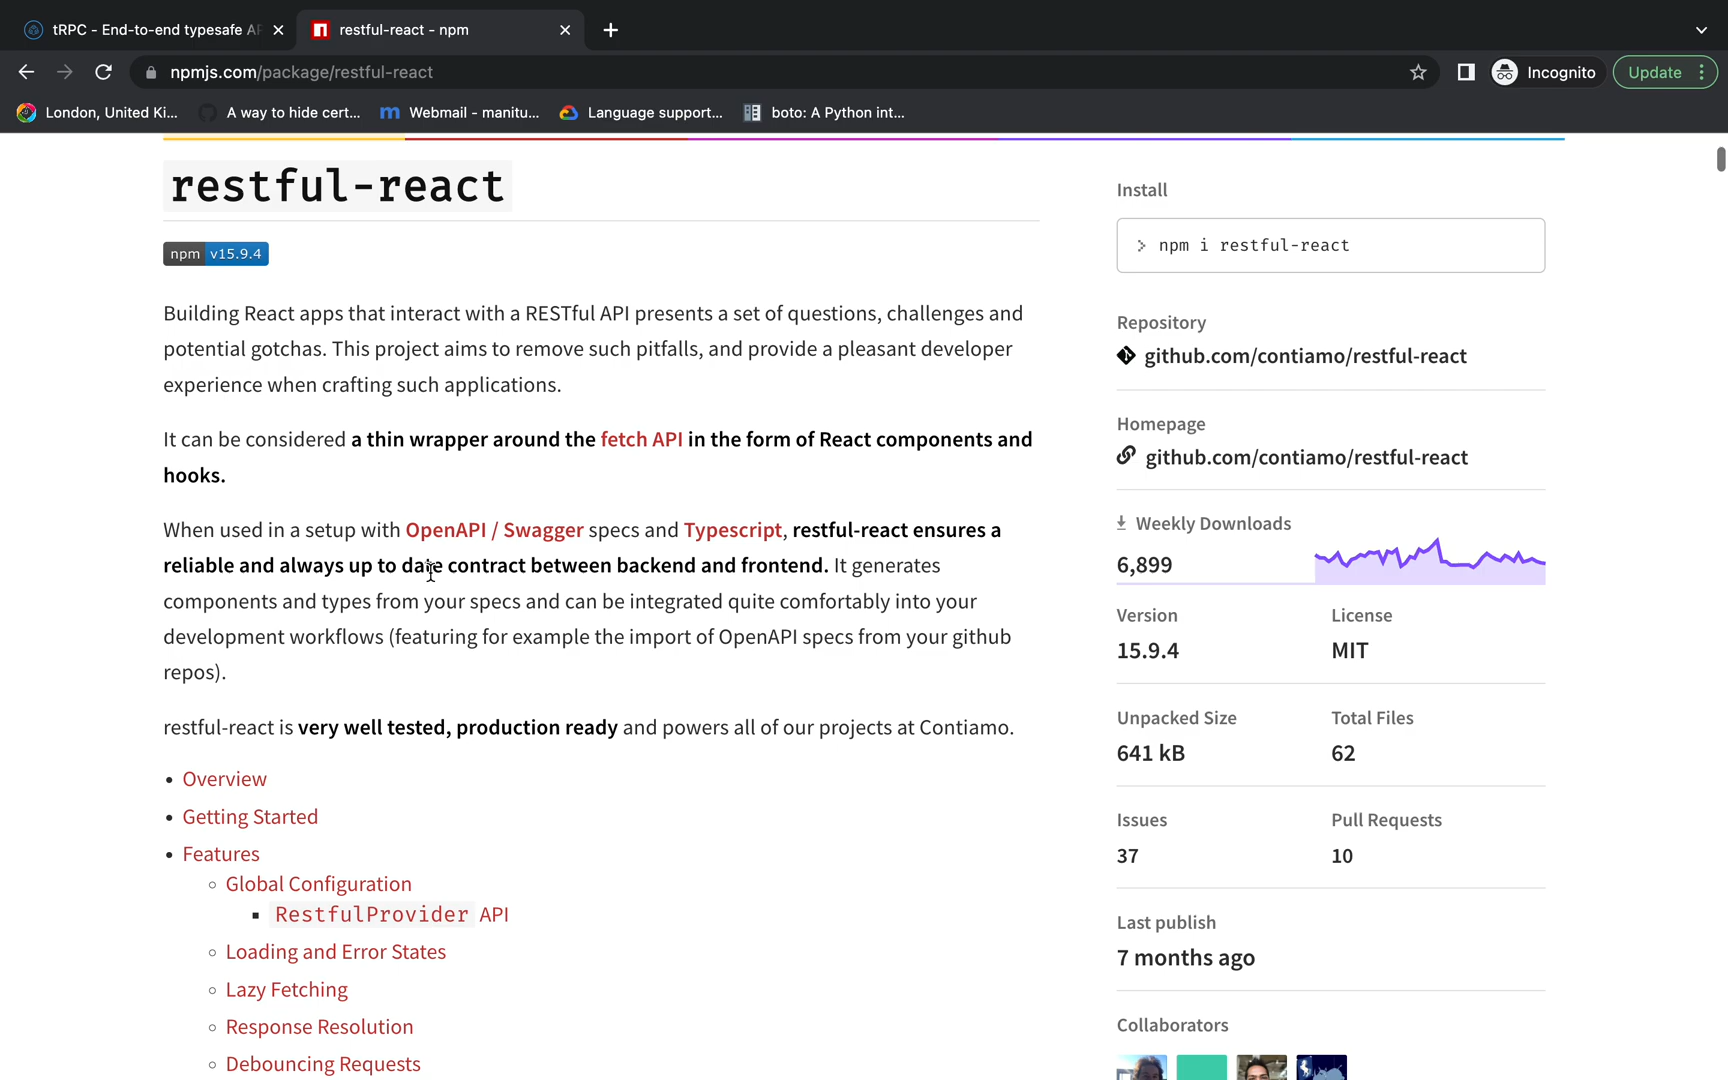 tRPC - End-to-end typesafe AP
restful-react - npm
npmjs.com/package/restful-react
Incognito
Update
London, United Ki...
A way to hide cert...
Webmail - manitu...
Language support...
boto: A Python int...
restful-react
npm v15.9.4
Building React apps that interact with a RESTful API presents a set of questions, challenges and
potential gotchas. This project aims to remove such pitfalls, and provide a pleasant developer
experience when crafting such applications.
It can be considered a thin wrapper around the fetch API in the form of React components and
hooks.
When used in a setup with OpenAPI / Swagger specs and Typescript, restful-react ensures a
reliable and always up to date contract between backend and frontend. It generates
components and types from your specs and can be integrated quite comfortably into your
development workflows (featuring for example the import of OpenAPI specs from your github
repos).
restful-react is very well tested, production ready and powers all of our projects at Contiamo.
• Overview
• Getting Started
• Features
◦ Global Configuration
▪ RestfulProvider API
◦ Loading and Error States
◦ Lazy Fetching
◦ Response Resolution
◦ Debouncing Requests
Install
> npm i restful-react
Repository
github.com/contiamo/restful-react
Homepage
github.com/contiamo/restful-react
Weekly Downloads
6,899
Version
License
15.9.4
MIT
Unpacked Size
Total Files
641 kB
62
Issues
Pull Requests
37
10
Last publish
7 months ago
Collaborators